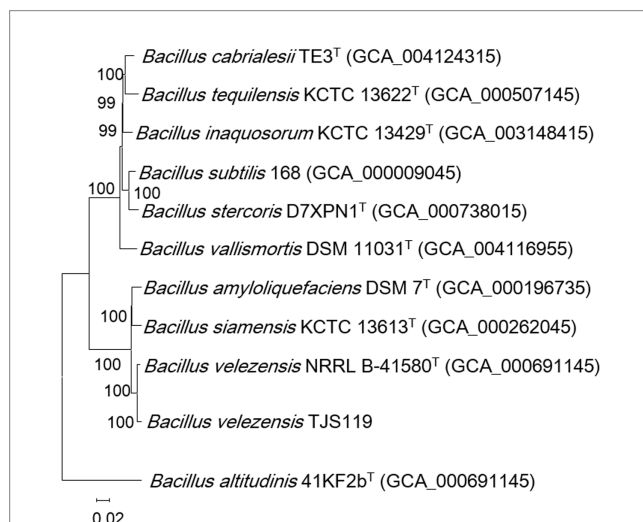 Bacillus cabrialesii TE3ᵀ (GCA_004124315)
100
Bacillus tequilensis KCTC 13622ᵀ (GCA_000507145)
99
99
Bacillus inaquosorum KCTC 13429ᵀ (GCA_003148415)
Bacillus subtilis 168 (GCA_000009045)
100 100
Bacillus stercoris D7XPN1ᵀ (GCA_000738015)
Bacillus vallismortis DSM 11031ᵀ (GCA_004116955)
Bacillus amyloliquefaciens DSM 7ᵀ (GCA_000196735)
100
Bacillus siamensis KCTC 13613ᵀ (GCA_000262045)
100
Bacillus velezensis NRRL B-41580ᵀ (GCA_000691145)
100
100
Bacillus velezensis TJS119
Bacillus altitudinis 41KF2bᵀ (GCA_000691145)
0.02